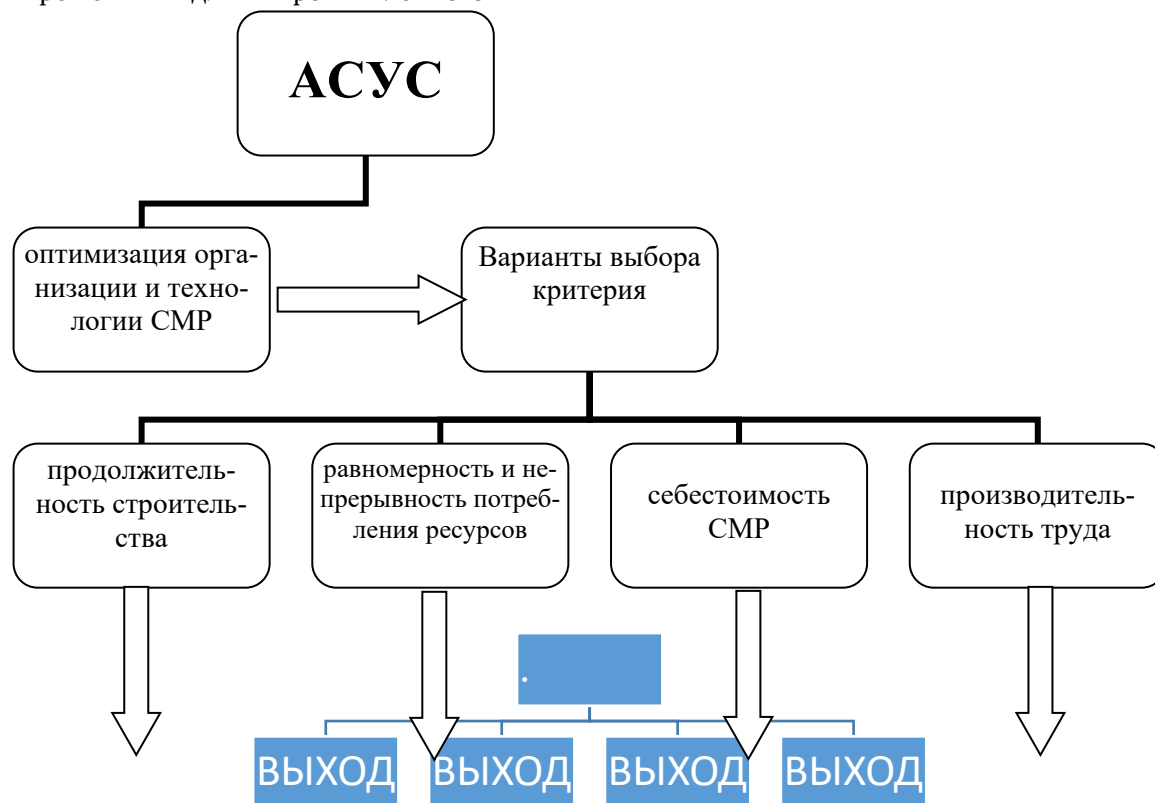 АСУС
оптимизация орга-
низации и техно-
логии СМР
Варианты выбора
критерия
продолжитель-
ность строитель-
ства
равномерность и не-
прерывность потреб-
ления ресурсов
себестоимость
СМР
производитель-
ность труда
.
ВЫХОД
ВЫХОД
ВЫХОД
ВЫХОД